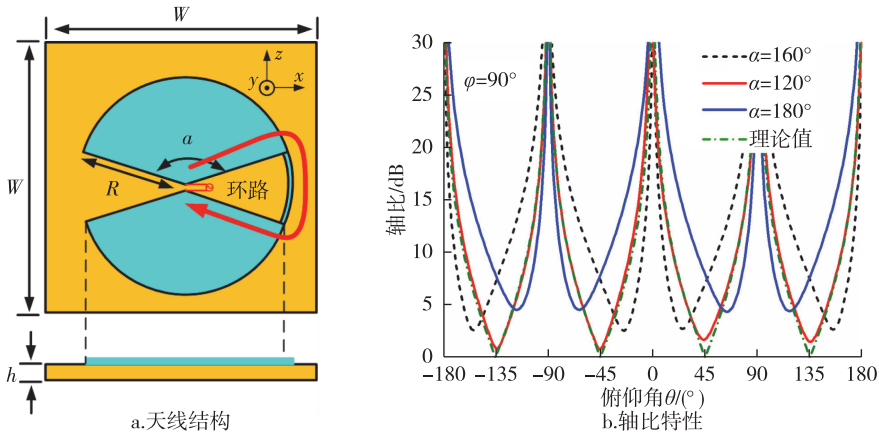 W
W
z
y
x
a
R
环路
h
a.天线结构
30
25
20
15
10
5
0
轴比/dB
φ=90°
α=160°
α=120°
α=180°
理论值
-180 -135 -90 -45 0 45 90 135 180
俯仰角θ/(°)
b.轴比特性